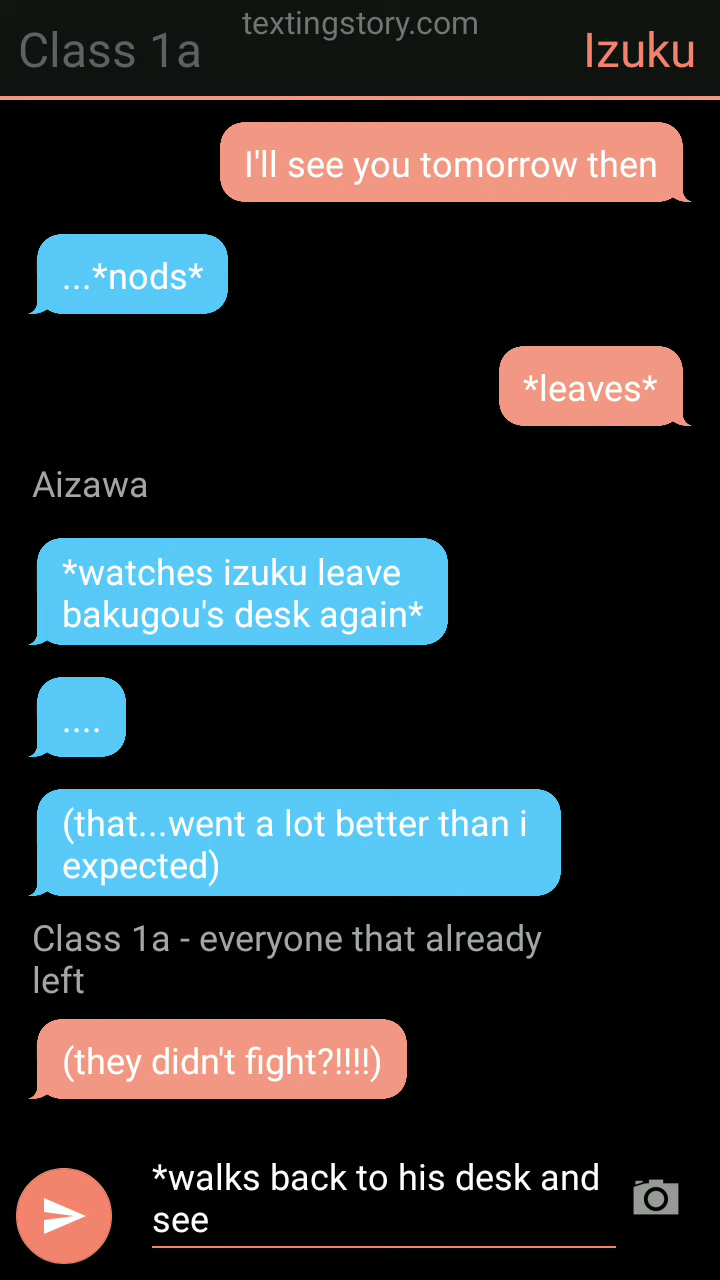 textingstory.com
Class 1a
Izuku
I'll see you tomorrow then
...*nods*
*leaves*
Aizawa
*watches izuku leave
bakugou's desk again*
....
(that...went a lot better than i
expected)
Class 1a - everyone that already
left
(they didn't fight?!!!!)
*walks back to his desk and
see